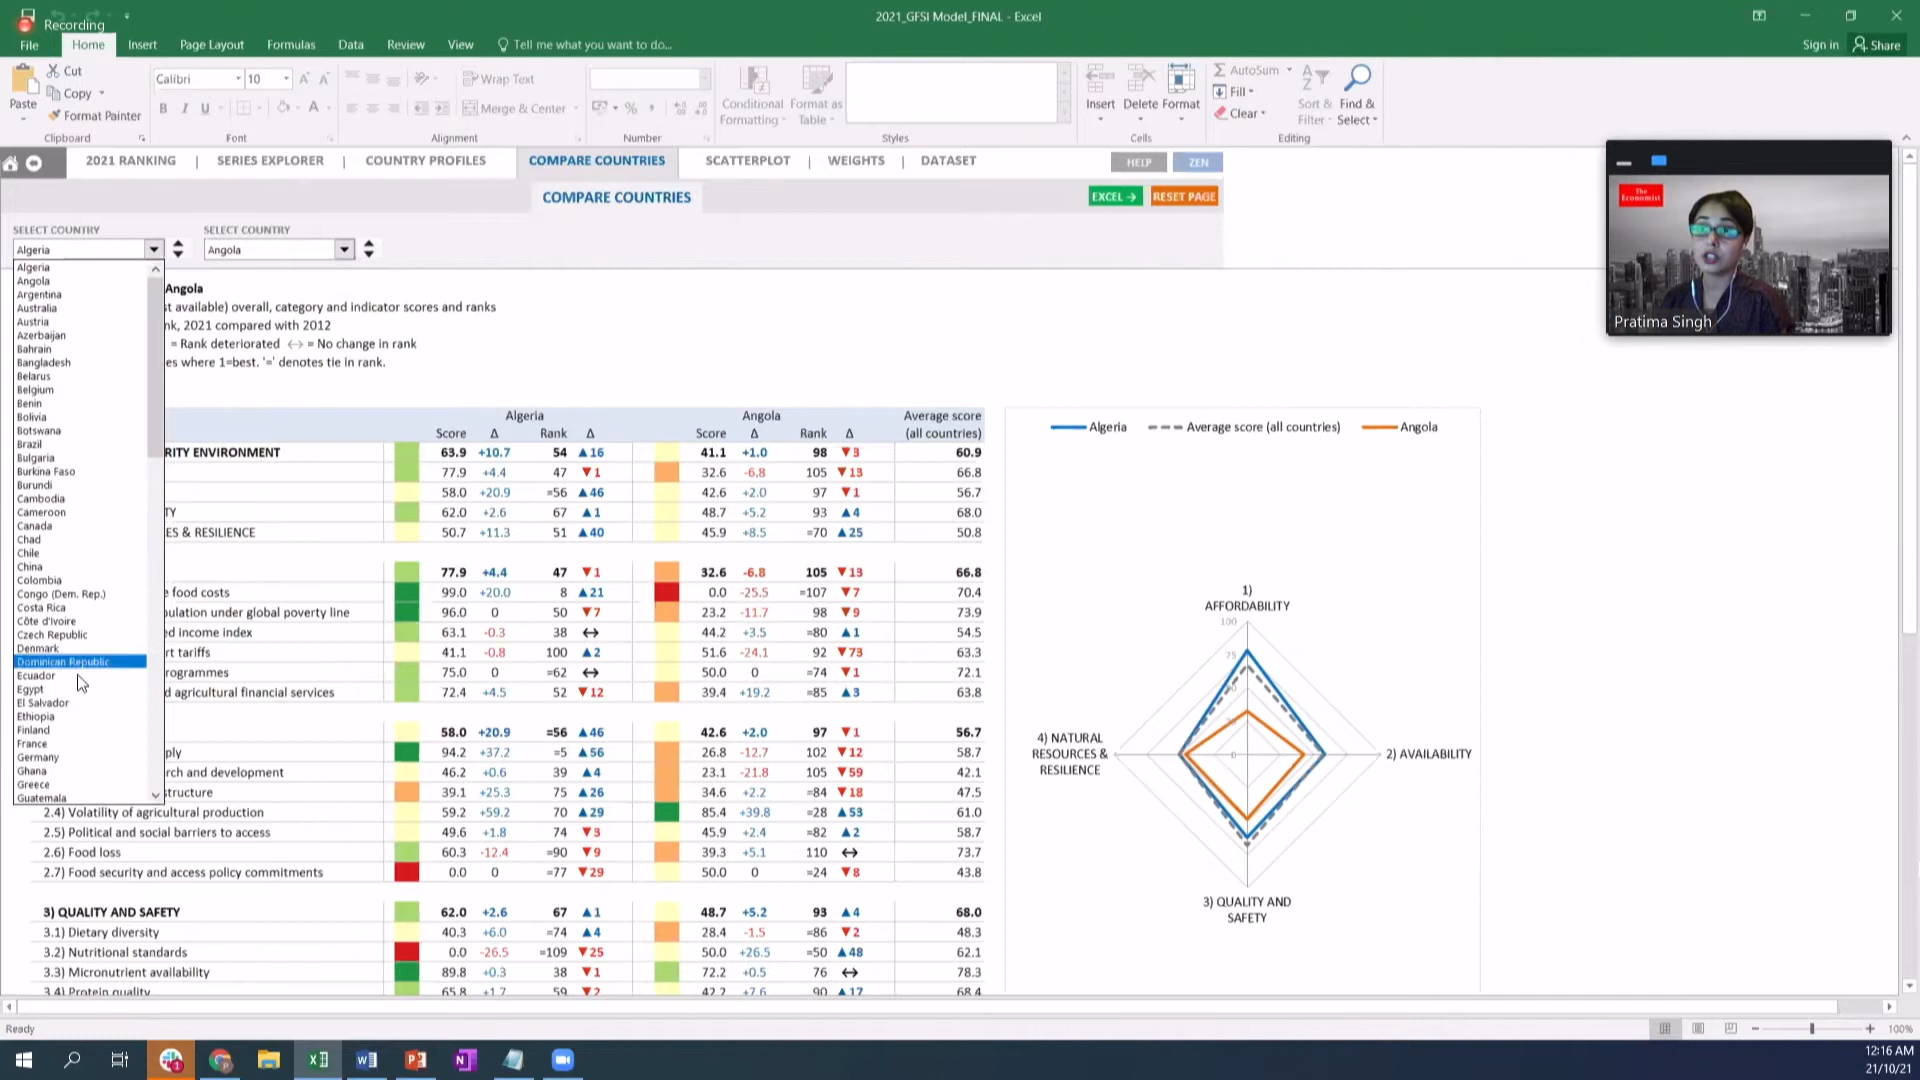 Recording
2021_GFSI Model_FINAL - Excel
File Home Insert Page Layout Formulas Data Review View Tell me what you want to do... Sign in Share
Paste Cut Copy Format Painter Clipboard
Calibri 10 B I U A Font
Wrap Text Merge & Center Alignment
% Number
Conditional Formatting Format as Table Styles
Insert Delete Format Cells
AutoSum Fill Clear Sort & Filter Find & Select Editing
2021 RANKING | SERIES EXPLORER | COUNTRY PROFILES COMPARE COUNTRIES SCATTERPLOT | WEIGHTS | DATASET HELP ZEN
COMPARE COUNTRIES EXCEL → RESET PAGE
SELECT COUNTRY SELECT COUNTRY
Algeria Angola
Algeria
Angola
Argentina
Australia
Austria
Azerbaijan
Bahrain
Bangladesh
Belarus
Belgium
Benin
Bolivia
Botswana
Brazil
Bulgaria
Burkina Faso
Burundi
Cambodia
Cameroon
Canada
Chad
Chile
China
Colombia
Congo (Dem. Rep.)
Costa Rica
Côte d'Ivoire
Czech Republic
Denmark
Dominican Republic
Ecuador
Egypt
El Salvador
Ethiopia
Finland
France
Germany
Ghana
Greece
Guatemala
Angola
t available) overall, category and indicator scores and ranks
nk, 2021 compared with 2012
= Rank deteriorated ↔ = No change in rank
es where 1=best. '=' denotes tie in rank.
Algeria Angola Average score
Score Δ Rank Δ Score Δ Rank Δ (all countries)
RITY ENVIRONMENT 63.9 +10.7 54 ▲16 41.1 +1.0 98 ▼3 60.9
77.9 +4.4 47 ▼1 32.6 -6.8 105 ▼13 66.8
58.0 +20.9 =56 ▲46 42.6 +2.0 97 ▼1 56.7
TY 62.0 +2.6 67 ▲1 48.7 +5.2 93 ▲4 68.0
ES & RESILIENCE 50.7 +11.3 51 ▲40 45.9 +8.5 =70 ▲25 50.8
77.9 +4.4 47 ▼1 32.6 -6.8 105 ▼13 66.8
e food costs 99.0 +20.0 8 ▲21 0.0 -25.5 =107 ▼7 70.4
pulation under global poverty line 96.0 0 50 ▼7 23.2 -11.7 98 ▼9 73.9
ed income index 63.1 -0.3 38 ↔ 44.2 +3.5 =80 ▲1 54.5
rt tariffs 41.1 -0.8 100 ▲2 51.6 -24.1 92 ▼73 63.3
rogrammes 75.0 0 =62 ↔ 50.0 0 =74 ▼1 72.1
d agricultural financial services 72.4 +4.5 52 ▼12 39.4 +19.2 =85 ▲3 63.8
58.0 +20.9 =56 ▲46 42.6 +2.0 97 ▼1 56.7
ply 94.2 +37.2 =5 ▲56 26.8 -12.7 102 ▼12 58.7
rch and development 46.2 +0.6 39 ▲4 23.1 -21.8 105 ▼59 42.1
structure 39.1 +25.3 75 ▲26 34.6 +2.2 =84 ▼18 47.5
2.4) Volatility of agricultural production 59.2 +59.2 70 ▲29 85.4 +39.8 =28 ▲53 61.0
2.5) Political and social barriers to access 49.6 +1.8 74 ▼3 45.9 +2.4 =82 ▲2 58.7
2.6) Food loss 60.3 -12.4 =90 ▼9 39.3 +5.1 110 ↔ 73.7
2.7) Food security and access policy commitments 0.0 0 =77 ▼29 50.0 0 =24 ▼8 43.8
3) QUALITY AND SAFETY 62.0 +2.6 67 ▲1 48.7 +5.2 93 ▲4 68.0
3.1) Dietary diversity 40.3 +6.0 =74 ▲4 28.4 -1.5 =86 ▼2 48.3
3.2) Nutritional standards 0.0 -26.5 =109 ▼25 50.0 +26.5 =50 ▲48 62.1
3.3) Micronutrient availability 89.8 +0.3 38 ▼1 72.2 +0.5 76 ↔ 78.3
3.4) Protein quality 65.8 +1.7 59 ▼2 42.2 +7.6 90 ▲17 68.4
Algeria Average score (all countries) Angola
1)
AFFORDABILITY
100
75
0
2) AVAILABILITY
3) QUALITY AND
SAFETY
4) NATURAL
RESOURCES &
RESILIENCE
The
Economist
Pratima Singh
Ready 100%
12:16 AM
21/10/21